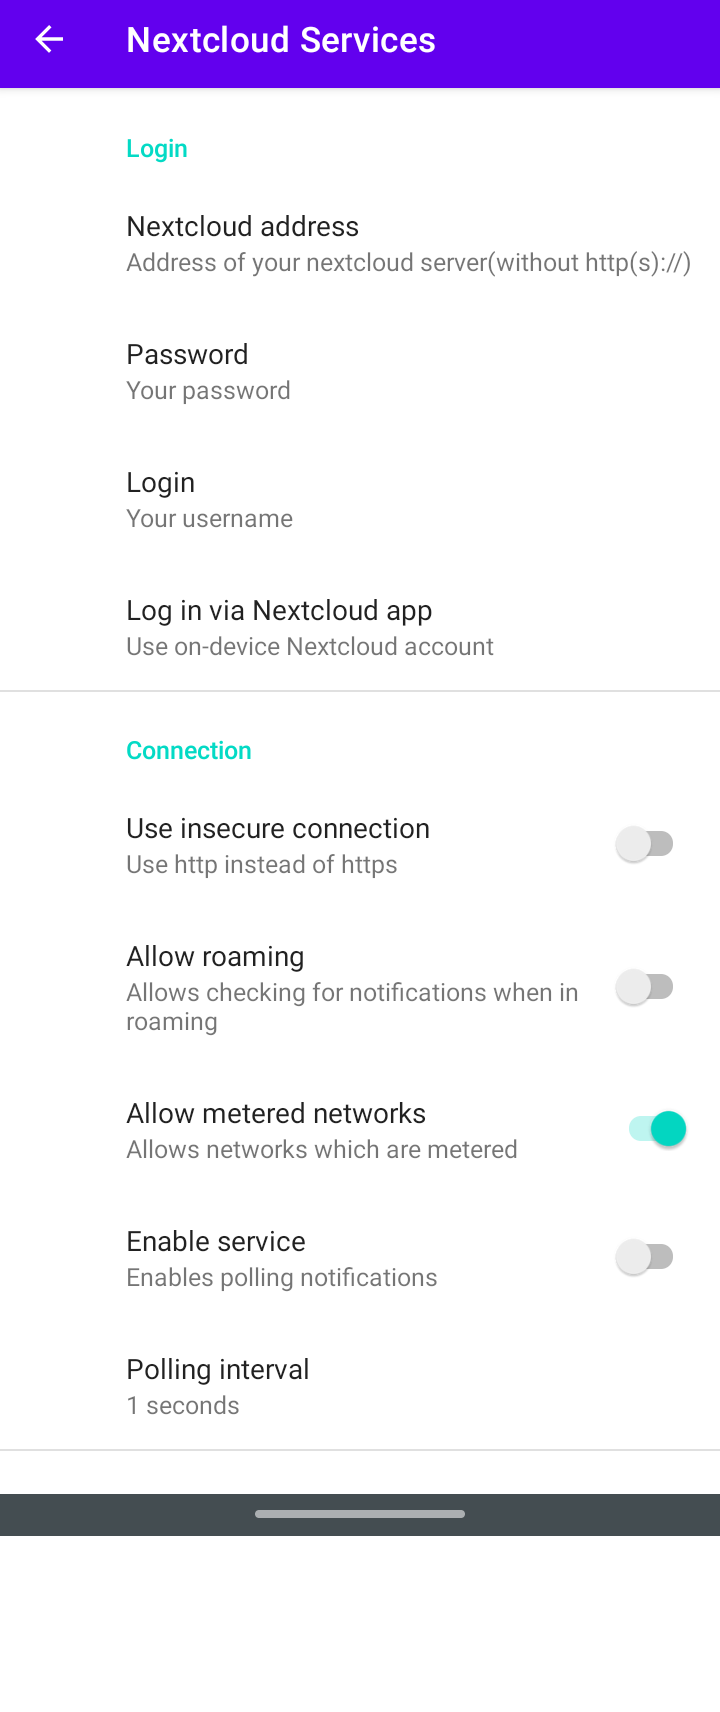 Nextcloud Services
Login
Nextcloud address
Address of your nextcloud server(without http(s)://)
Password
Your password
Login
Your username
Log in via Nextcloud app
Use on-device Nextcloud account
Connection
Use insecure connection
Use http instead of https
Allow roaming
Allows checking for notifications when in
roaming
Allow metered networks
Allows networks which are metered
Enable service
Enables polling notifications
Polling interval
1 seconds